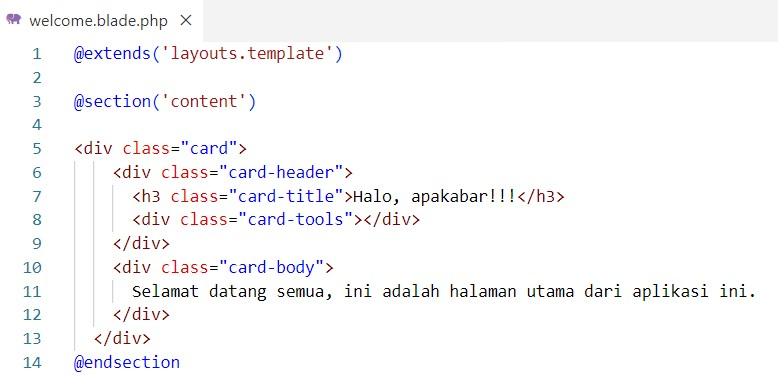 welcome.blade.php ×
1 @extends('layouts.template')
2
3 @section('content')
4
5 <div class="card">
6 <div class="card-header">
7 <h3 class="card-title">Halo, apakabar!!!</h3>
8 <div class="card-tools"></div>
9 </div>
10 <div class="card-body">
11 Selamat datang semua, ini adalah halaman utama dari aplikasi ini.
12 </div>
13 </div>
14 @endsection